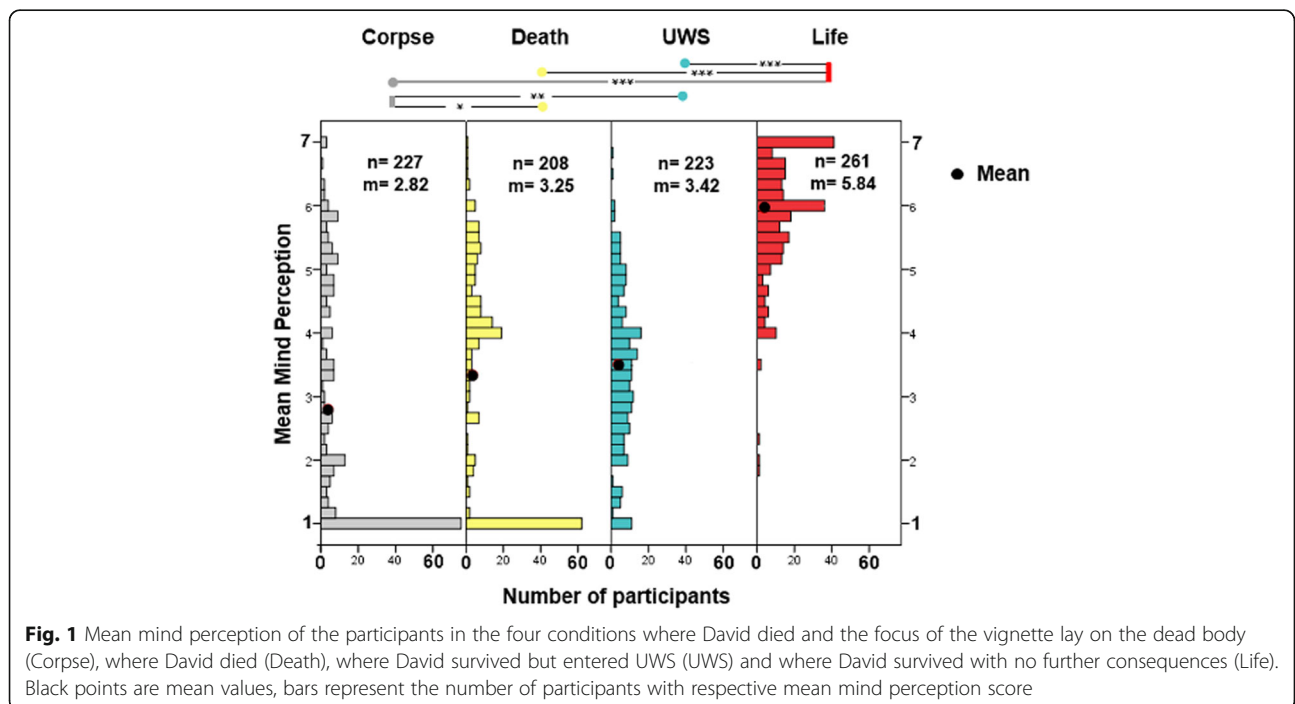 Corpse Death UWS Life
¥¥¥
¥¥¥
¥¥¥
¥¥
¥
7 7
n= 227 n= 208 n= 223 n= 261
m= 2.82 m= 3.25 m= 3.42 m= 5.84
Mean
6 6
5 5
4 4
3 3
2 2
1 1
Mean Mind Perception
0 20 40 60 0 20 40 60 0 20 40 60 0 20 40 60
Number of participants
Fig. 1 Mean mind perception of the participants in the four conditions where David died and the focus of the vignette lay on the dead body
(Corpse), where David died (Death), where David survived but entered UWS (UWS) and where David survived with no further consequences (Life).
Black points are mean values, bars represent the number of participants with respective mean mind perception score